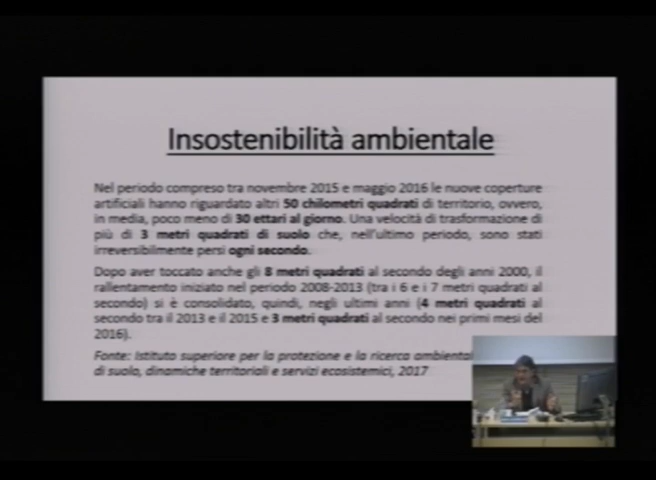 Insostenibilità ambientale
Nel periodo compreso tra novembre 2015 e maggio 2016 le nuove coperture
artificiali hanno riguardato altri 50 chilometri quadrati di territorio, ovvero,
in media, poco meno di 30 ettari al giorno. Una velocità di trasformazione di
più di 3 metri quadrati di suolo che, nell'ultimo periodo, sono stati
irreversibilmente persi ogni secondo.
Dopo aver toccato anche gli 8 metri quadrati al secondo degli anni 2000, il
rallentamento iniziato nel periodo 2008-2013 (tra i 6 e i 7 metri quadrati al
secondo) si è consolidato, quindi, negli ultimi anni (4 metri quadrati al
secondo tra il 2013 e il 2015 e 3 metri quadrati al secondo nei primi mesi del
2016).
Fonte: Istituto superiore per la protezione e la ricerca ambiental
di suolo, dinamiche territoriali e servizi ecosistemici, 2017